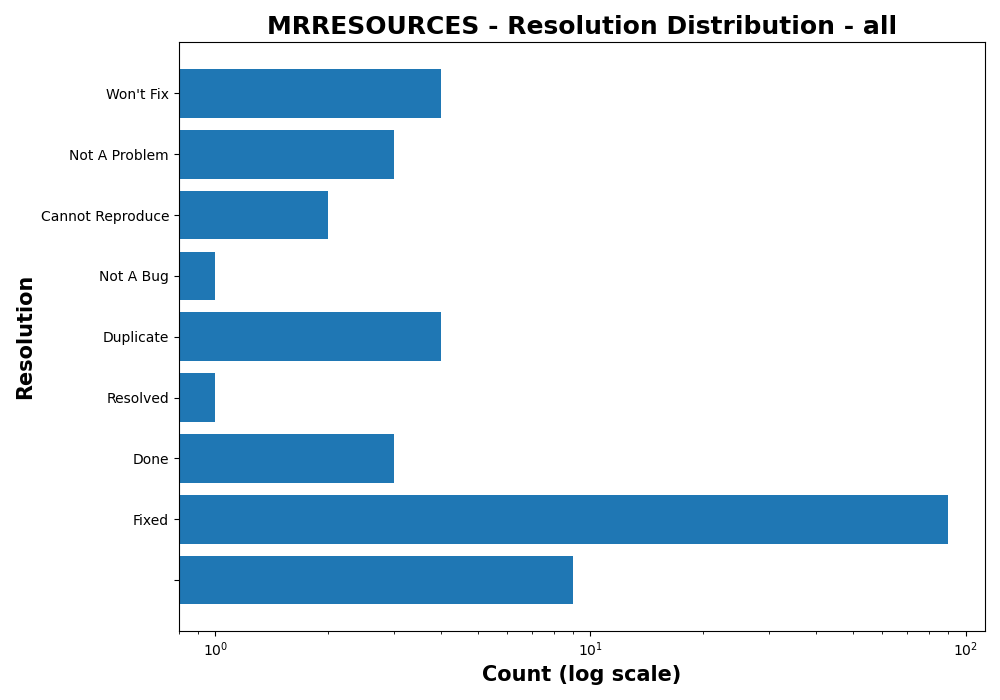 MRRESOURCES - Resolution Distribution - all
Won't Fix
Not A Problem
Cannot Reproduce
Not A Bug
Duplicate
Resolved
Done
Fixed
Resolution
10^0 10^1 10^2
Count (log scale)